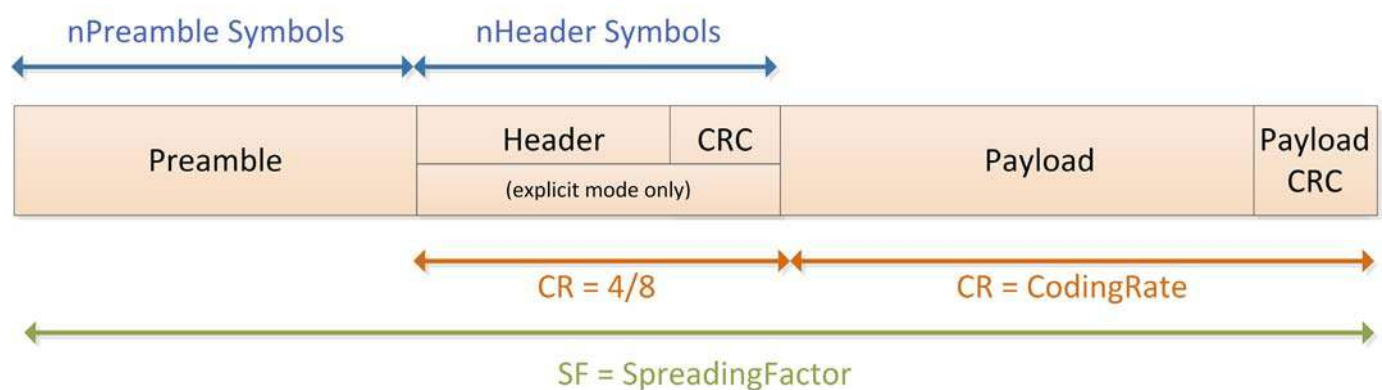 nPreamble Symbols
nHeader Symbols
Preamble
Header
CRC
(explicit mode only)
Payload
Payload
CRC
CR = 4/8
CR = CodingRate
SF = SpreadingFactor